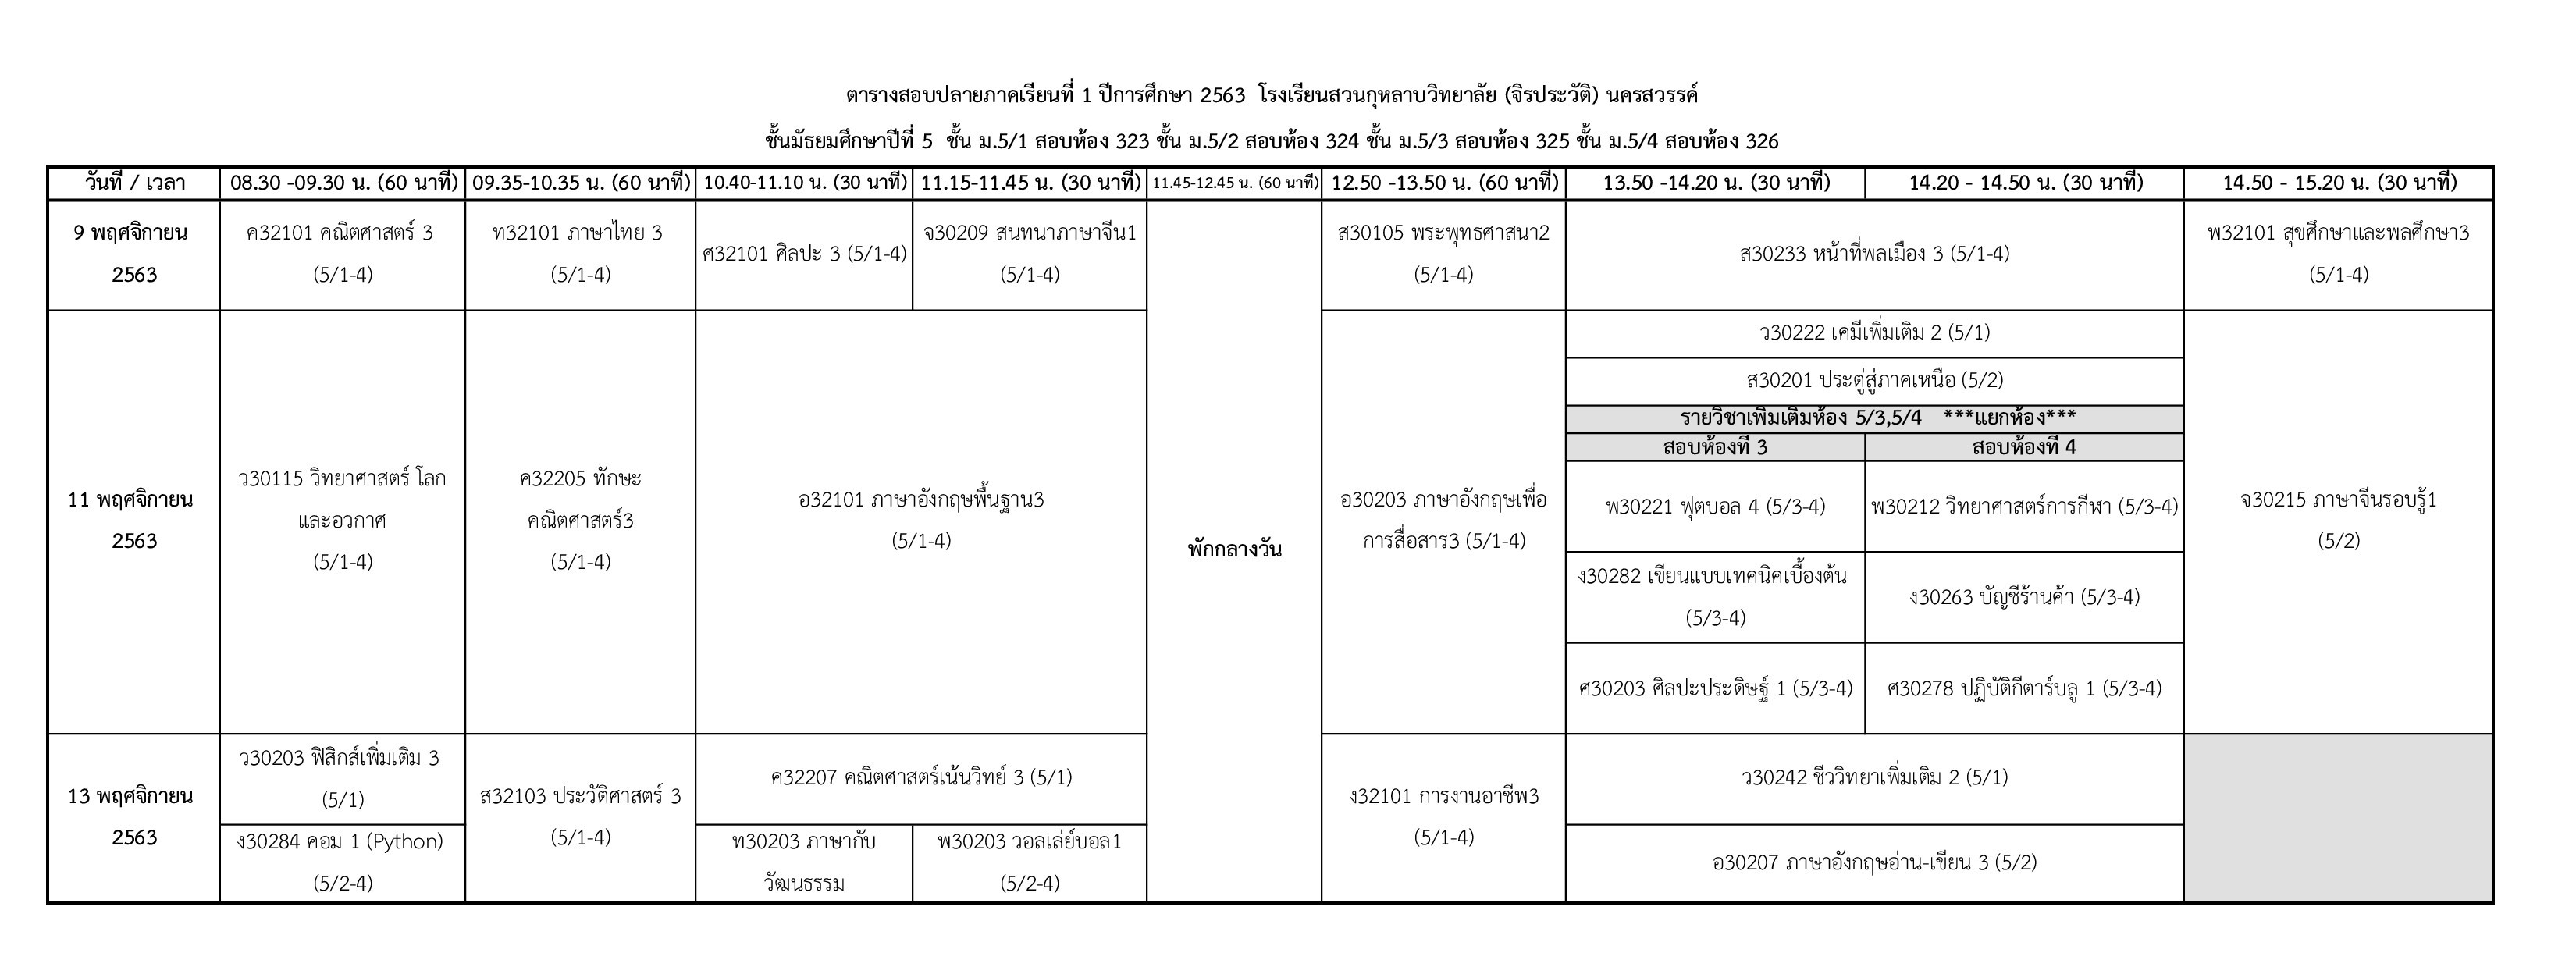 ตารางสอบปลายภาคเรียนที่ 1 ปีการศึกษา 2563 โรงเรียนสวนกุหลาบวิทยาลัย (จิรประวัติ) นครสวรรค์
ชั้นมัธยมศึกษาปีที่ 5 ชั้น ม.5/1 สอบห้อง 323 ชั้น ม.5/2 สอบห้อง 324 ชั้น ม.5/3 สอบห้อง 325 ชั้น ม.5/4 สอบห้อง 326
วันที่ / เวลา
08.30 -09.30 น. (60 นาที)
09.35-10.35 น. (60 นาที)
10.40-11.10 น. (30 นาที)
11.15-11.45 น. (30 นาที)
11.45-12.45 น. (60 นาที)
12.50 -13.50 น. (60 นาที)
13.50 -14.20 น. (30 นาที)
14.20 - 14.50 น. (30 นาที)
14.50 - 15.20 น. (30 นาที)
9 พฤศจิกายน
2563
ค32101 คณิตศาสตร์ 3
(5/1-4)
ท32101 ภาษาไทย 3
(5/1-4)
ศ32101 ศิลปะ 3 (5/1-4)
จ30209 สนทนาภาษาจีน1
(5/1-4)
พักกลางวัน
ส30105 พระพุทธศาสนา2
(5/1-4)
ส30233 หน้าที่พลเมือง 3 (5/1-4)
พ32101 สุขศึกษาและพลศึกษา3
(5/1-4)
11 พฤศจิกายน
2563
ว30115 วิทยาศาสตร์ โลก
และอวกาศ
(5/1-4)
ค32205 ทักษะ
คณิตศาสตร์3
(5/1-4)
อ32101 ภาษาอังกฤษพื้นฐาน3
(5/1-4)
อ30203 ภาษาอังกฤษเพื่อ
การสื่อสาร3 (5/1-4)
ว30222 เคมีเพิ่มเติม 2 (5/1)
ส30201 ประตู่สู่ภาคเหนือ (5/2)
รายวิชาเพิ่มเติมห้อง 5/3,5/4 ***แยกห้อง***
สอบห้องที่ 3
สอบห้องที่ 4
พ30221 ฟุตบอล 4 (5/3-4)
พ30212 วิทยาศาสตร์การกีฬา (5/3-4)
ง30282 เขียนแบบเทคนิคเบื้องต้น
(5/3-4)
ง30263 บัญชีร้านค้า (5/3-4)
ศ30203 ศิลปะประดิษฐ์ 1 (5/3-4)
ศ30278 ปฏิบัติกีตาร์บลู 1 (5/3-4)
จ30215 ภาษาจีนรอบรู้1
(5/2)
13 พฤศจิกายน
2563
ว30203 ฟิสิกส์เพิ่มเติม 3
(5/1)
ง30284 คอม 1 (Python)
(5/2-4)
ส32103 ประวัติศาสตร์ 3
(5/1-4)
ค32207 คณิตศาสตร์เน้นวิทย์ 3 (5/1)
ท30203 ภาษากับ
วัฒนธรรม
พ30203 วอลเล่ย์บอล1
(5/2-4)
ง32101 การงานอาชีพ3
(5/1-4)
ว30242 ชีววิทยาเพิ่มเติม 2 (5/1)
อ30207 ภาษาอังกฤษอ่าน-เขียน 3 (5/2)